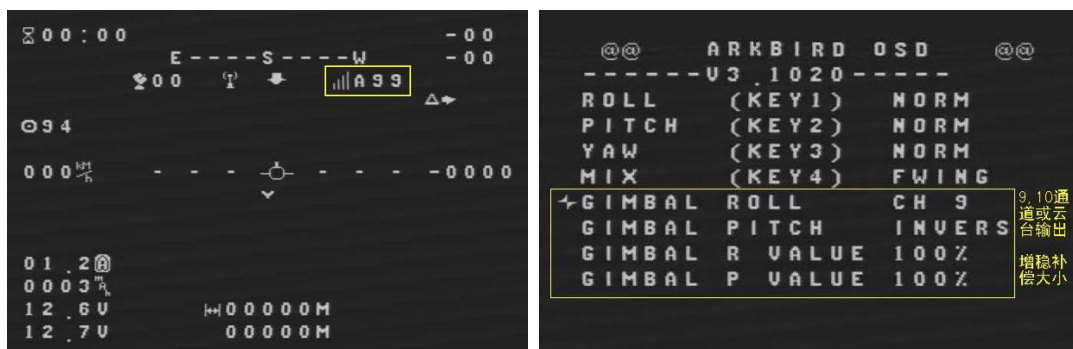 00:00
-00
E----S----W
-00
00
A99
94
000 KM/h
- - - - - - - -0000
01.2A
0003mAh
12.6V
00000M
12.7V
00000M
@@ ARKBIRD OSD @@
------V3.1020-----
ROLL (KEY1) NORM
PITCH (KEY2) NORM
YAW (KEY3) NORM
MIX (KEY4) FWING
GIMBAL ROLL CH 9
GIMBAL PITCH INVERS
GIMBAL R VALUE 100%
GIMBAL P VALUE 100%
9,10通
道或云
台输出
增稳补
偿大小